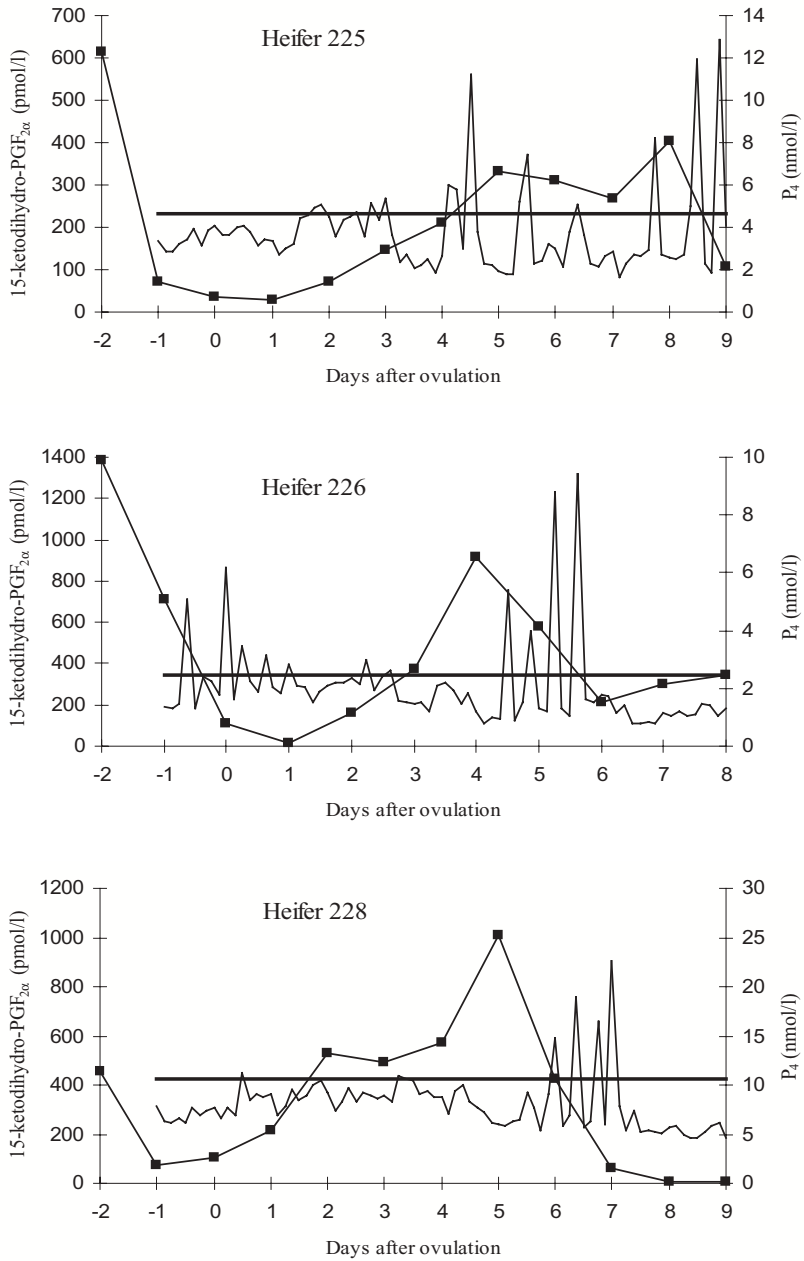 Heifer 225
15-ketodihydro-PGF2α (pmol/l)
700
600
500
400
300
200
100
0
14
12
10
8
6
4
2
0
P4 (nmol/l)
-2 -1 0 1 2 3 4 5 6 7 8 9
Days after ovulation
Heifer 226
15-ketodihydro-PGF2α (pmol/l)
1400
1200
1000
800
600
400
200
0
10
8
6
4
2
0
P4 (nmol/l)
-2 -1 0 1 2 3 4 5 6 7 8
Days after ovulation
Heifer 228
15-ketodihydro-PGF2α (pmol/l)
1200
1000
800
600
400
200
0
30
25
20
15
10
5
0
P4 (nmol/l)
-2 -1 0 1 2 3 4 5 6 7 8 9
Days after ovulation